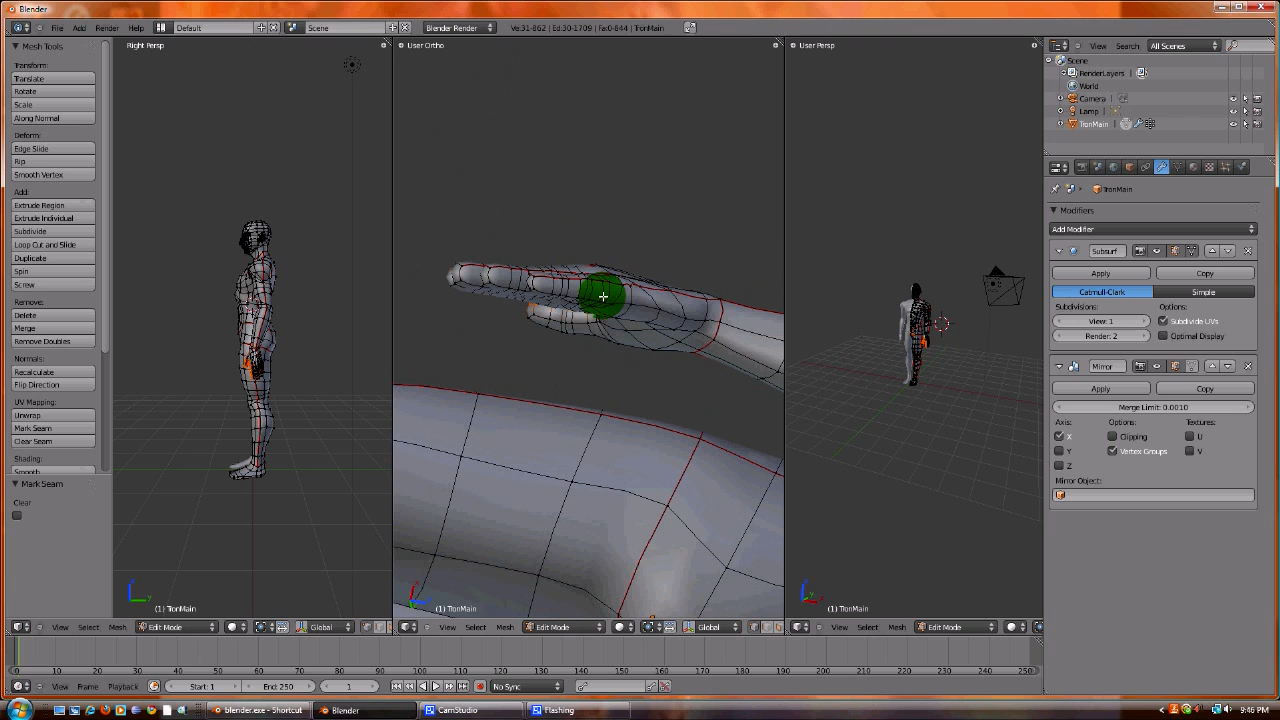 Blender
File Add Render Help
Default
Scene
Blender Render
Ve:31-862 | Ed:30-1709 | Fa:0-844 | TronMain
Mesh Tools
Transform:
Translate
Rotate
Scale
Along Normal
Deform:
Edge Slide
Rip
Smooth Vertex
Add:
Extrude Region
Extrude Individual
Subdivide
Loop Cut and Slide
Duplicate
Spin
Screw
Remove:
Delete
Merge
Remove Doubles
Normals:
Recalculate
Flip Direction
UV Mapping:
Unwrap
Mark Seam
Clear Seam
Shading:
Smooth
Mark Seam
Clear
Right Persp
(1) TronMain
User Ortho
(1) TronMain
User Persp
(1) TronMain
View Search All Scenes
Scene
RenderLayers |
World
Camera
Lamp
TronMain
TronMain
Modifiers
Add Modifier
Subsurf
Apply Copy
Catmull-Clark Simple
Subdivisions: Options:
View: 1 Subdivide UVs
Render: 2 Optimal Display
Mirror
Apply Copy
Merge Limit: 0.0010
Axis: Options: Textures:
X Clipping U
Y Vertex Groups V
Z
Mirror Object:
View Select Mesh Edit Mode Global
View Select Mesh Edit Mode Global
View Select Mesh Edit Mode
0 10 20 30 40 50 60 70 80 90 100 110 120 130 140 150 160 170 180 190 200 210 220 230 240 250
View Frame Playback Start: 1 End: 250 1 No Sync
blender.exe - Shortcut Blender CamStudio Flashing 9:46 PM